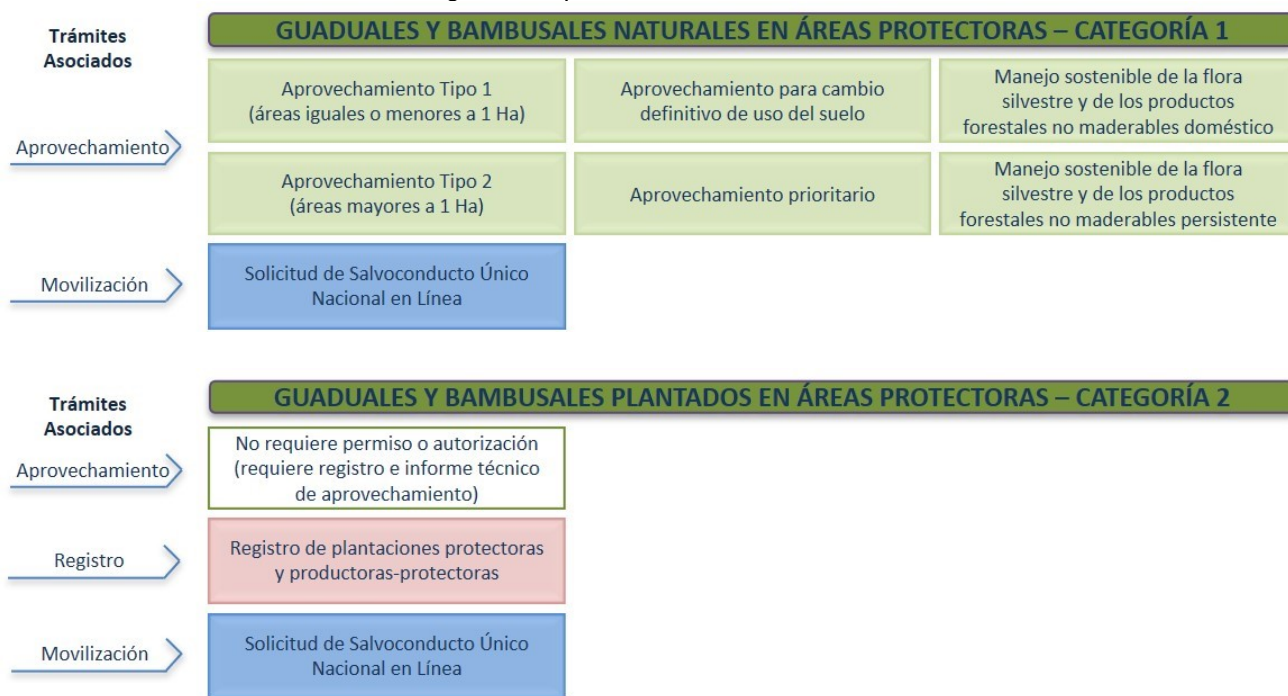 GUADUALES Y BAMBUSALES NATURALES EN ÁREAS PROTECTORAS – CATEGORÍA 1
Trámites
Asociados
Aprovechamiento
Aprovechamiento Tipo 1
(áreas iguales o menores a 1 Ha)
Aprovechamiento para cambio
definitivo de uso del suelo
Manejo sostenible de la flora
silvestre y de los productos
forestales no maderables doméstico
Aprovechamiento Tipo 2
(áreas mayores a 1 Ha)
Aprovechamiento prioritario
Manejo sostenible de la flora
silvestre y de los productos
forestales no maderables persistente
Movilización
Solicitud de Salvoconducto Único
Nacional en Línea
GUADUALES Y BAMBUSALES PLANTADOS EN ÁREAS PROTECTORAS – CATEGORÍA 2
Trámites
Asociados
Aprovechamiento
No requiere permiso o autorización
(requiere registro e informe técnico
de aprovechamiento)
Registro
Registro de plantaciones protectoras
y productoras-protectoras
Movilización
Solicitud de Salvoconducto Único
Nacional en Línea